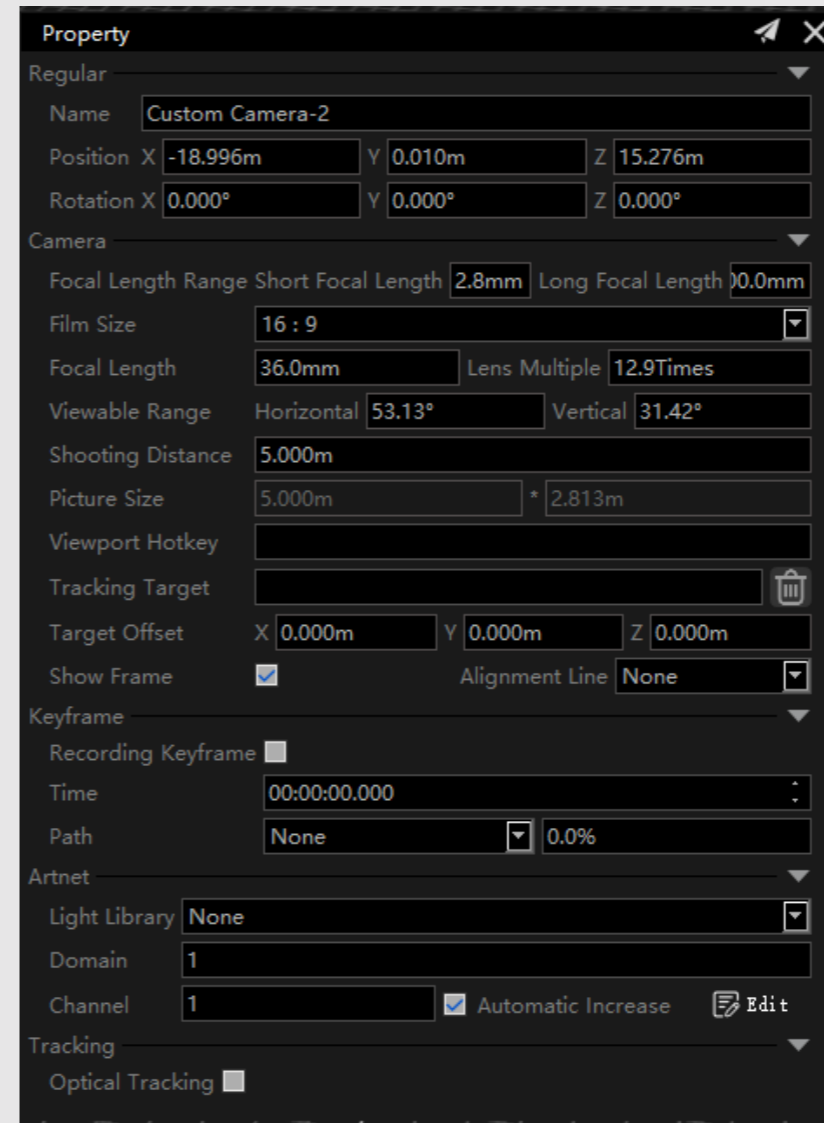 Property
Regular
Name Custom Camera-2
Position X -18.996m Y 0.010m Z 15.276m
Rotation X 0.000° Y 0.000° Z 0.000°
Camera
Focal Length Range Short Focal Length 2.8mm Long Focal Length 00.0mm
Film Size 16 : 9
Focal Length 36.0mm Lens Multiple 12.9Times
Viewable Range Horizontal 53.13° Vertical 31.42°
Shooting Distance 5.000m
Picture Size 5.000m * 2.813m
Viewport Hotkey
Tracking Target
Target Offset X 0.000m Y 0.000m Z 0.000m
Show Frame Alignment Line None
Keyframe
Recording Keyframe
Time 00:00:00.000
Path None 0.0%
Artnet
Light Library None
Domain 1
Channel 1 Automatic Increase Edit
Tracking
Optical Tracking